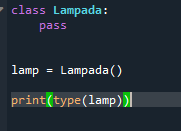 class Lampada:
    pass
lamp = Lampada()
print(type(lamp))